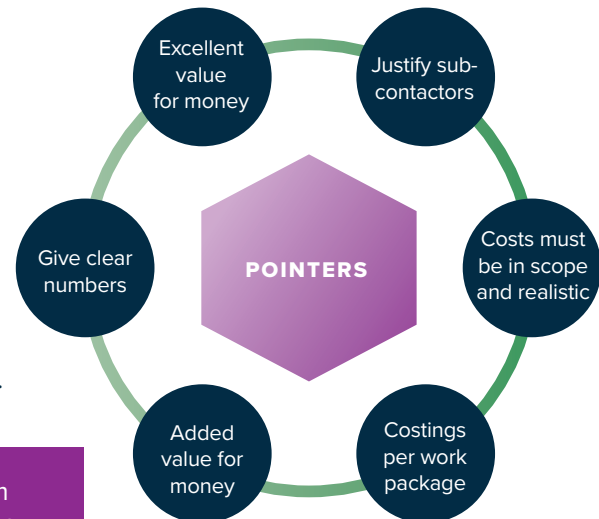 Excellent
value
for money
Justify sub-
contactors
Give clear
numbers
POINTERS
Costs must
be in scope
and realistic
Added
value for
money
Costings
per work
package